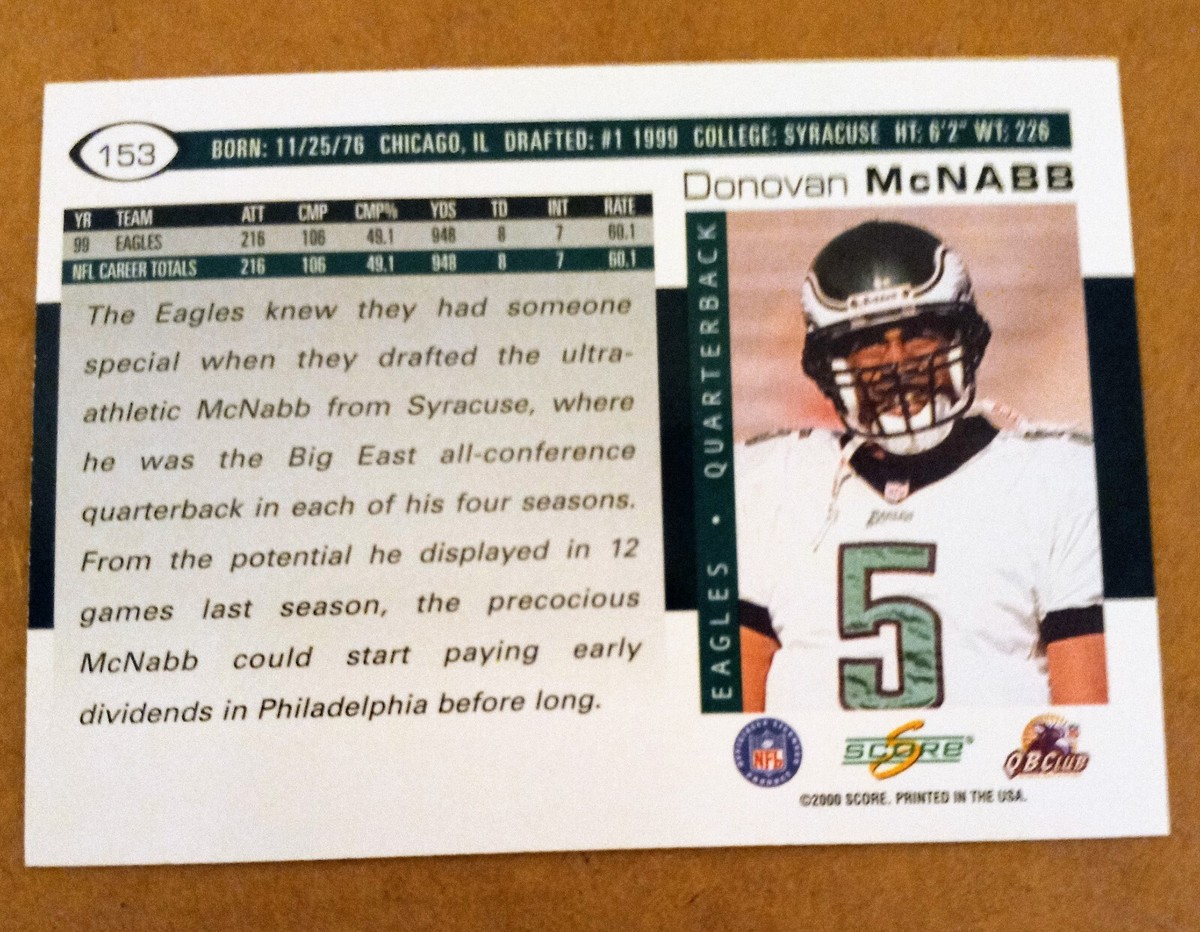 153
BORN: 11/25/76 CHICAGO, IL DRAFTED: #1 1999 COLLEGE: SYRACUSE HT: 6'2" WT: 226
Donovan McNABB
YR TEAM ATT CMP CMP% YDS TD INT RATE
99 EAGLES 216 106 49.1 948 8 7 60.1
NFL CAREER TOTALS 216 106 49.1 948 8 7 60.1
The Eagles knew they had someone
special when they drafted the ultra-
athletic McNabb from Syracuse, where
he was the Big East all-conference
quarterback in each of his four seasons.
From the potential he displayed in 12
games last season, the precocious
McNabb could start paying early
dividends in Philadelphia before long.
EAGLES • QUARTERBACK
EAGLES
5
NFL
SCORE®
QB CLUB
©2000 SCORE. PRINTED IN THE USA.